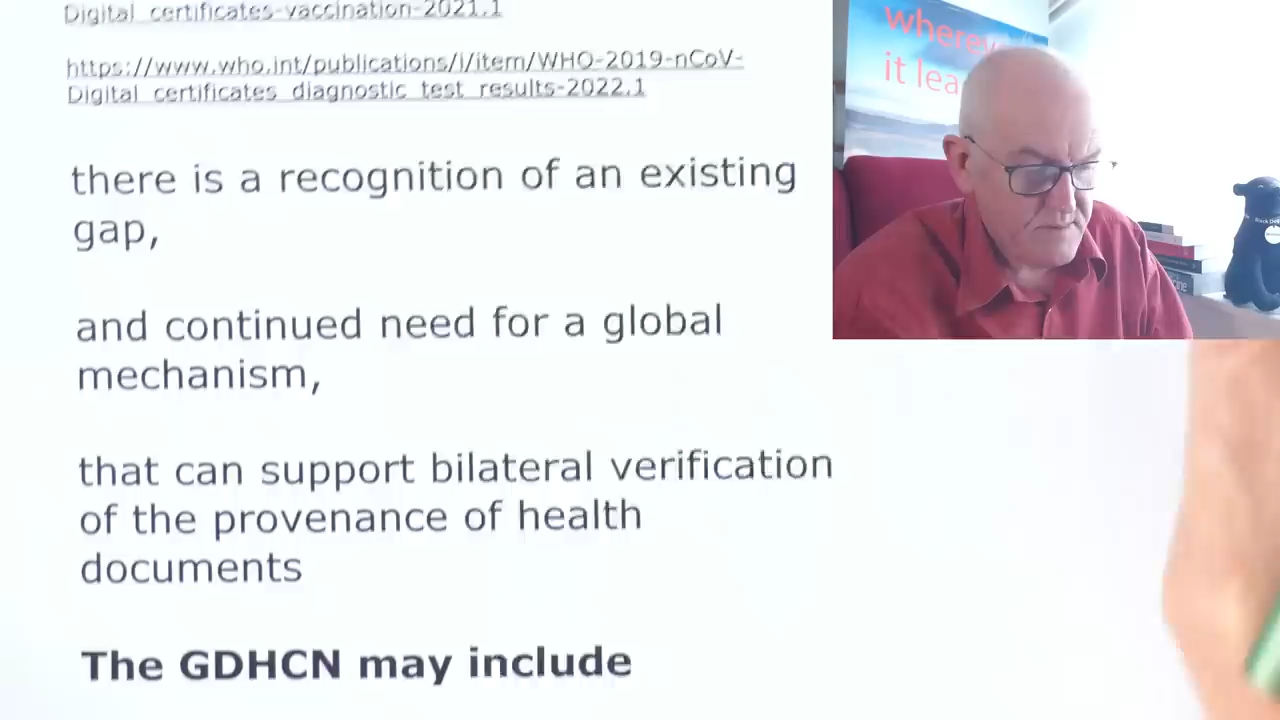 Digital_certificates-vaccination-2021.1
https://www.who.int/publications/i/item/WHO-2019-nCoV-
Digital_certificates_diagnostic_test_results-2022.1
there is a recognition of an existing
gap,
and continued need for a global
mechanism,
that can support bilateral verification
of the provenance of health
documents
The GDHCN may include
it